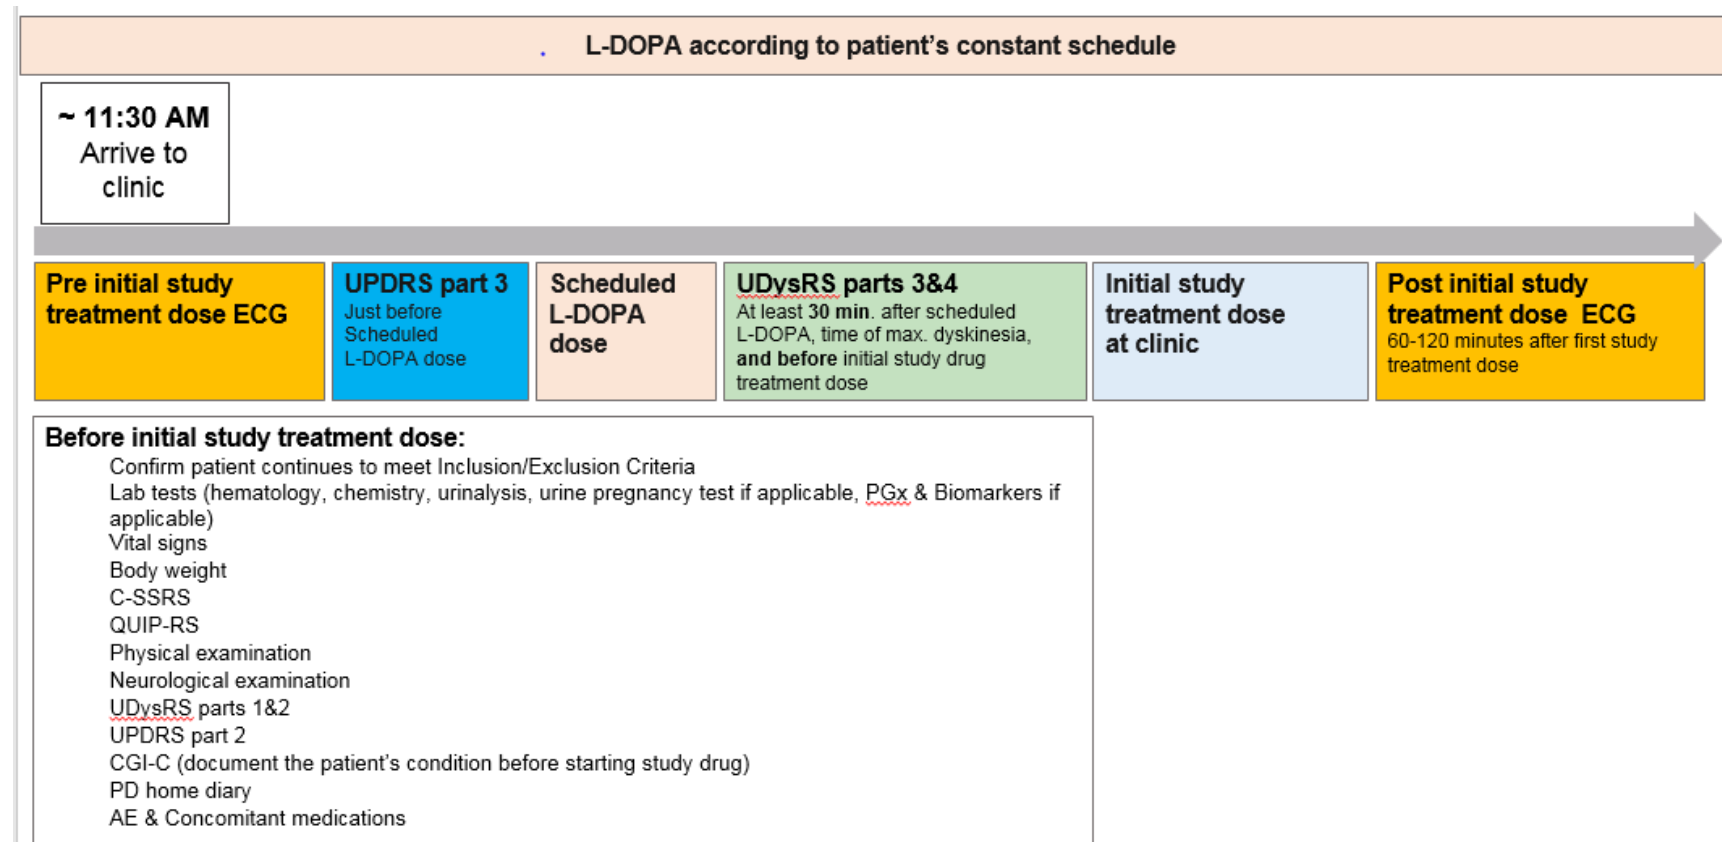 L-DOPA according to patient's constant schedule
~ 11:30 AM
Arrive to
clinic
Pre initial study
treatment dose ECG
UPDRS part 3
Just before
Scheduled
L-DOPA dose
Scheduled
L-DOPA
dose
UDysRS parts 3&4
At least 30 min. after scheduled
L-DOPA, time of max. dyskinesia,
and before initial study drug
treatment dose
Initial study
treatment dose
at clinic
Post initial study
treatment dose ECG
60-120 minutes after first study
treatment dose
Before initial study treatment dose:
Confirm patient continues to meet Inclusion/Exclusion Criteria
Lab tests (hematology, chemistry, urinalysis, urine pregnancy test if applicable, PGx & Biomarkers if
applicable)
Vital signs
Body weight
C-SSRS
QUIP-RS
Physical examination
Neurological examination
UDysRS parts 1&2
UPDRS part 2
CGI-C (document the patient's condition before starting study drug)
PD home diary
AE & Concomitant medications